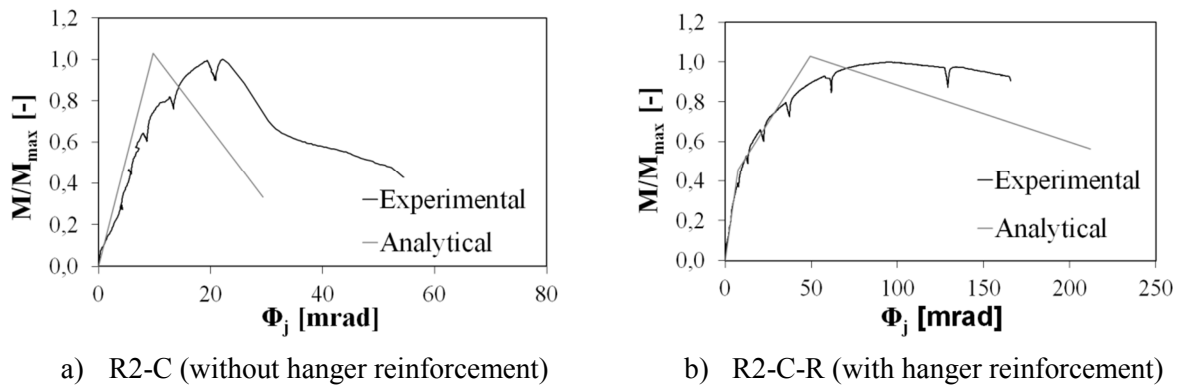 M/Mmax [-]
1,2
1,0
0,8
0,6
0,4
0,2
0,0
Experimental
Analytical
0 20 40 60 80
Φj [mrad]
a) R2-C (without hanger reinforcement)
M/Mmax [-]
1,2
1,0
0,8
0,6
0,4
0,2
0,0
Experimental
Analytical
0 50 100 150 200 250
Φj [mrad]
b) R2-C-R (with hanger reinforcement)